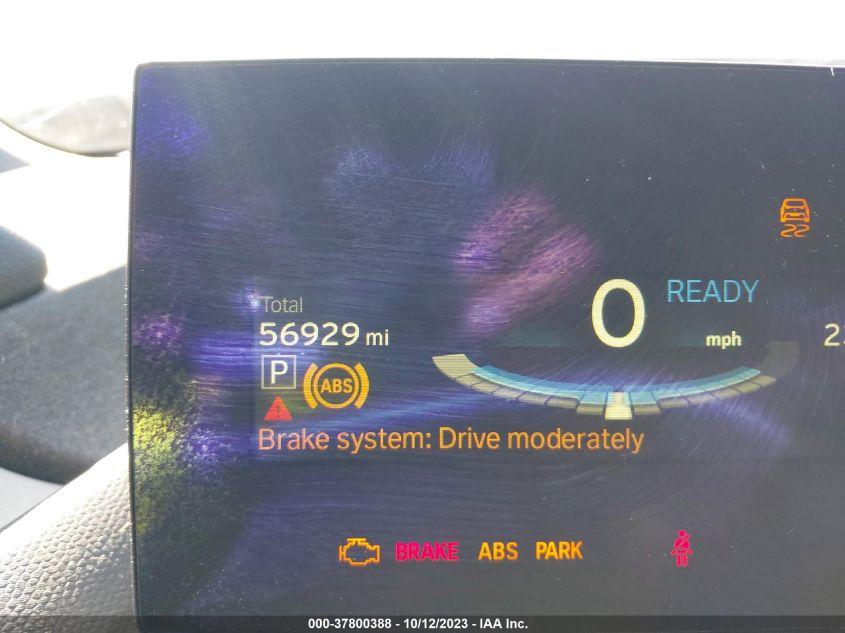 READY
Total
0
56929 mi
mph
P
ABS
Brake system: Drive moderately
BRAKE ABS PARK
000-37800388 - 10/12/2023 - IAA Inc.